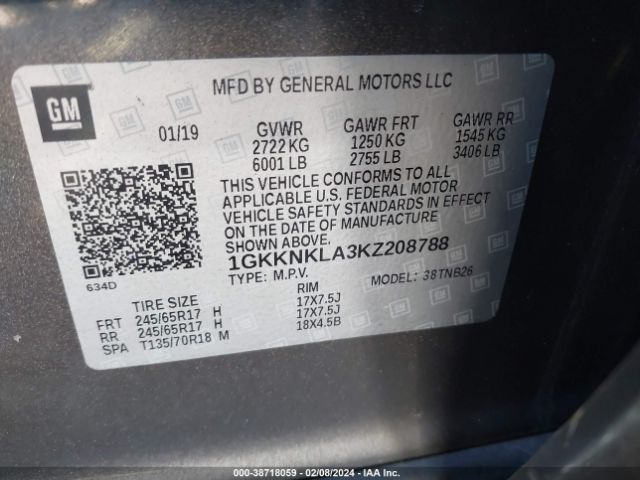 GM
MFD BY GENERAL MOTORS LLC
01/19 GVWR GAWR FRT GAWR RR
2722 KG 1250 KG 1545 KG
6001 LB 2755 LB 3406 LB
THIS VEHICLE CONFORMS TO ALL
APPLICABLE U.S. FEDERAL MOTOR
VEHICLE SAFETY STANDARDS IN EFFECT
ON THE DATE OF MANUFACTURE
SHOWN ABOVE.
1GKKNKLA3KZ208788
634D TYPE: M.P.V. MODEL: 38TNB26
TIRE SIZE RIM
FRT 245/65R17 H 17X7.5J
RR 245/65R17 H 17X7.5J
SPA T135/70R18 M 18X4.5B
000-38718059 — 02/08/2024 — IAA Inc.